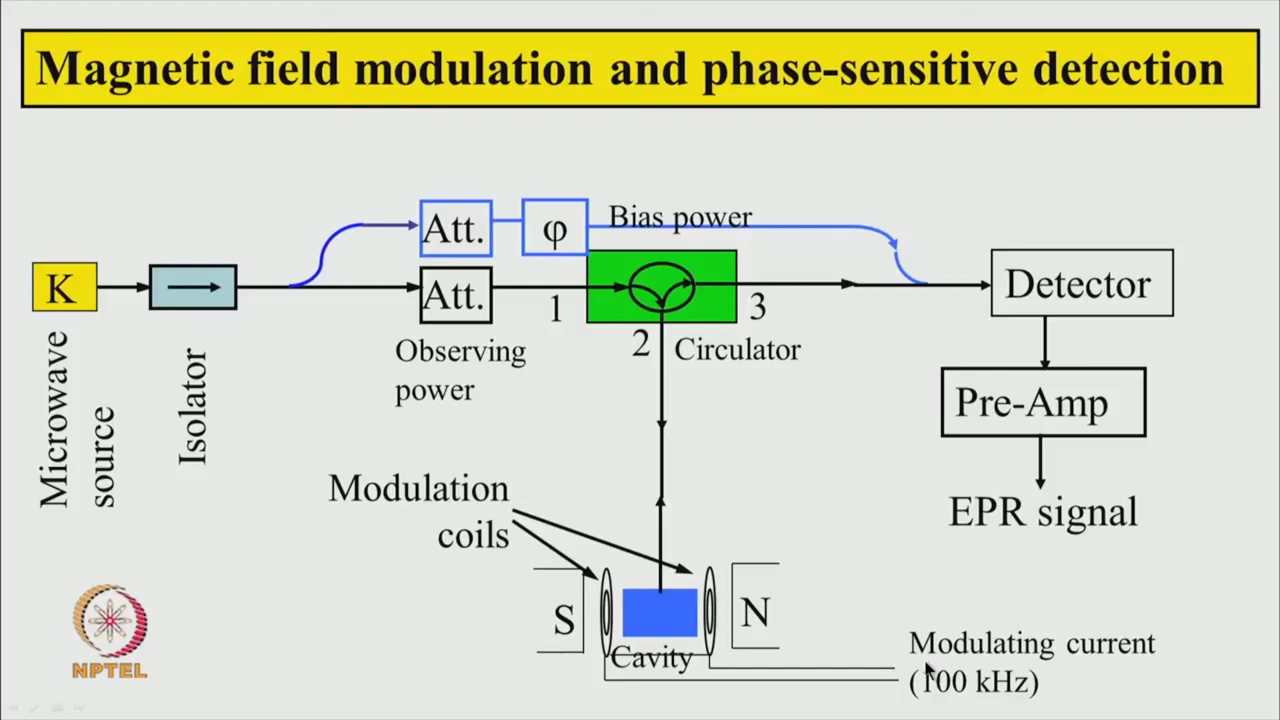 Magnetic field modulation and phase-sensitive detection
Att.
φ
Bias power
K
Att.
1
3
Detector
2
Circulator
Observing
power
Microwave
source
Isolator
Pre-Amp
Modulation
coils
EPR signal
S
N
Cavity
Modulating current
(100 kHz)
NPTEL